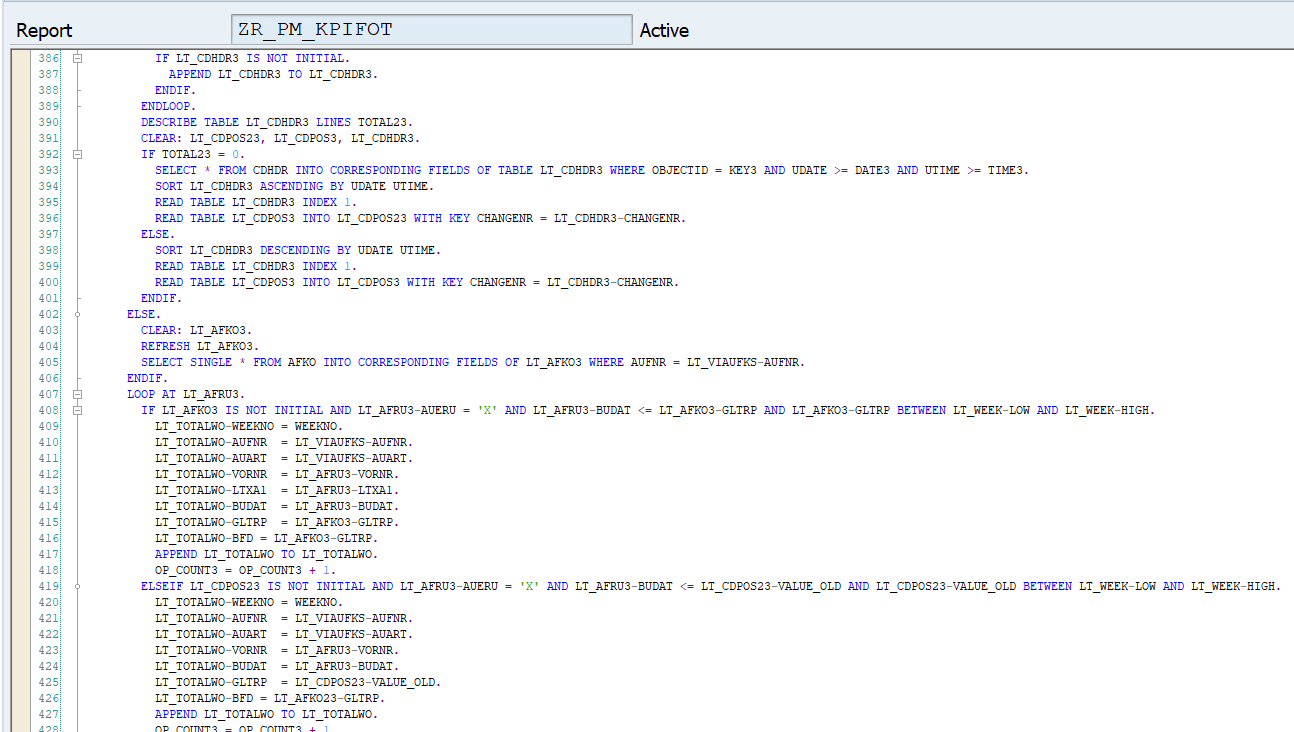 Report ZR_PM_KPIFOT Active
386 IF LT_CDHDR3 IS NOT INITIAL.
387 APPEND LT_CDHDR3 TO LT_CDHDR3.
388 ENDIF.
389 ENDLOOP.
390 DESCRIBE TABLE LT_CDHDR3 LINES TOTAL23.
391 CLEAR: LT_CDPOS23, LT_CDPOS3, LT_CDHDR3.
392 IF TOTAL23 = 0.
393 SELECT * FROM CDHDR INTO CORRESPONDING FIELDS OF TABLE LT_CDHDR3 WHERE OBJECTID = KEY3 AND UDATE >= DATE3 AND UTIME >= TIME3.
394 SORT LT_CDHDR3 ASCENDING BY UDATE UTIME.
395 READ TABLE LT_CDHDR3 INDEX 1.
396 READ TABLE LT_CDPOS3 INTO LT_CDPOS23 WITH KEY CHANGENR = LT_CDHDR3-CHANGENR.
397 ELSE.
398 SORT LT_CDHDR3 DESCENDING BY UDATE UTIME.
399 READ TABLE LT_CDHDR3 INDEX 1.
400 READ TABLE LT_CDPOS3 INTO LT_CDPOS3 WITH KEY CHANGENR = LT_CDHDR3-CHANGENR.
401 ENDIF.
402 ELSE.
403 CLEAR: LT_AFKO3.
404 REFRESH LT_AFKO3.
405 SELECT SINGLE * FROM AFKO INTO CORRESPONDING FIELDS OF LT_AFKO3 WHERE AUFNR = LT_VIAUFKS-AUFNR.
406 ENDIF.
407 LOOP AT LT_AFRU3.
408 IF LT_AFKO3 IS NOT INITIAL AND LT_AFRU3-AUERU = 'X' AND LT_AFRU3-BUDAT <= LT_AFKO3-GLTRP AND LT_AFKO3-GLTRP BETWEEN LT_WEEK-LOW AND LT_WEEK-HIGH.
409 LT_TOTALWO-WEEKNO = WEEKNO.
410 LT_TOTALWO-AUFNR = LT_VIAUFKS-AUFNR.
411 LT_TOTALWO-AUART = LT_VIAUFKS-AUART.
412 LT_TOTALWO-VORNR = LT_AFRU3-VORNR.
413 LT_TOTALWO-LTXA1 = LT_AFRU3-LTXA1.
414 LT_TOTALWO-BUDAT = LT_AFRU3-BUDAT.
415 LT_TOTALWO-GLTRP = LT_AFKO3-GLTRP.
416 LT_TOTALWO-BFD = LT_AFKO3-GLTRP.
417 APPEND LT_TOTALWO TO LT_TOTALWO.
418 OP_COUNT3 = OP_COUNT3 + 1.
419 ELSEIF LT_CDPOS23 IS NOT INITIAL AND LT_AFRU3-AUERU = 'X' AND LT_AFRU3-BUDAT <= LT_CDPOS23-VALUE_OLD AND LT_CDPOS23-VALUE_OLD BETWEEN LT_WEEK-LOW AND LT_WEEK-HIGH.
420 LT_TOTALWO-WEEKNO = WEEKNO.
421 LT_TOTALWO-AUFNR = LT_VIAUFKS-AUFNR.
422 LT_TOTALWO-AUART = LT_VIAUFKS-AUART.
423 LT_TOTALWO-VORNR = LT_AFRU3-VORNR.
424 LT_TOTALWO-BUDAT = LT_AFRU3-BUDAT.
425 LT_TOTALWO-GLTRP = LT_CDPOS23-VALUE_OLD.
426 LT_TOTALWO-BFD = LT_AFKO23-GLTRP.
427 APPEND LT_TOTALWO TO LT_TOTALWO.
428 OP_COUNT3 = OP_COUNT3 + 1